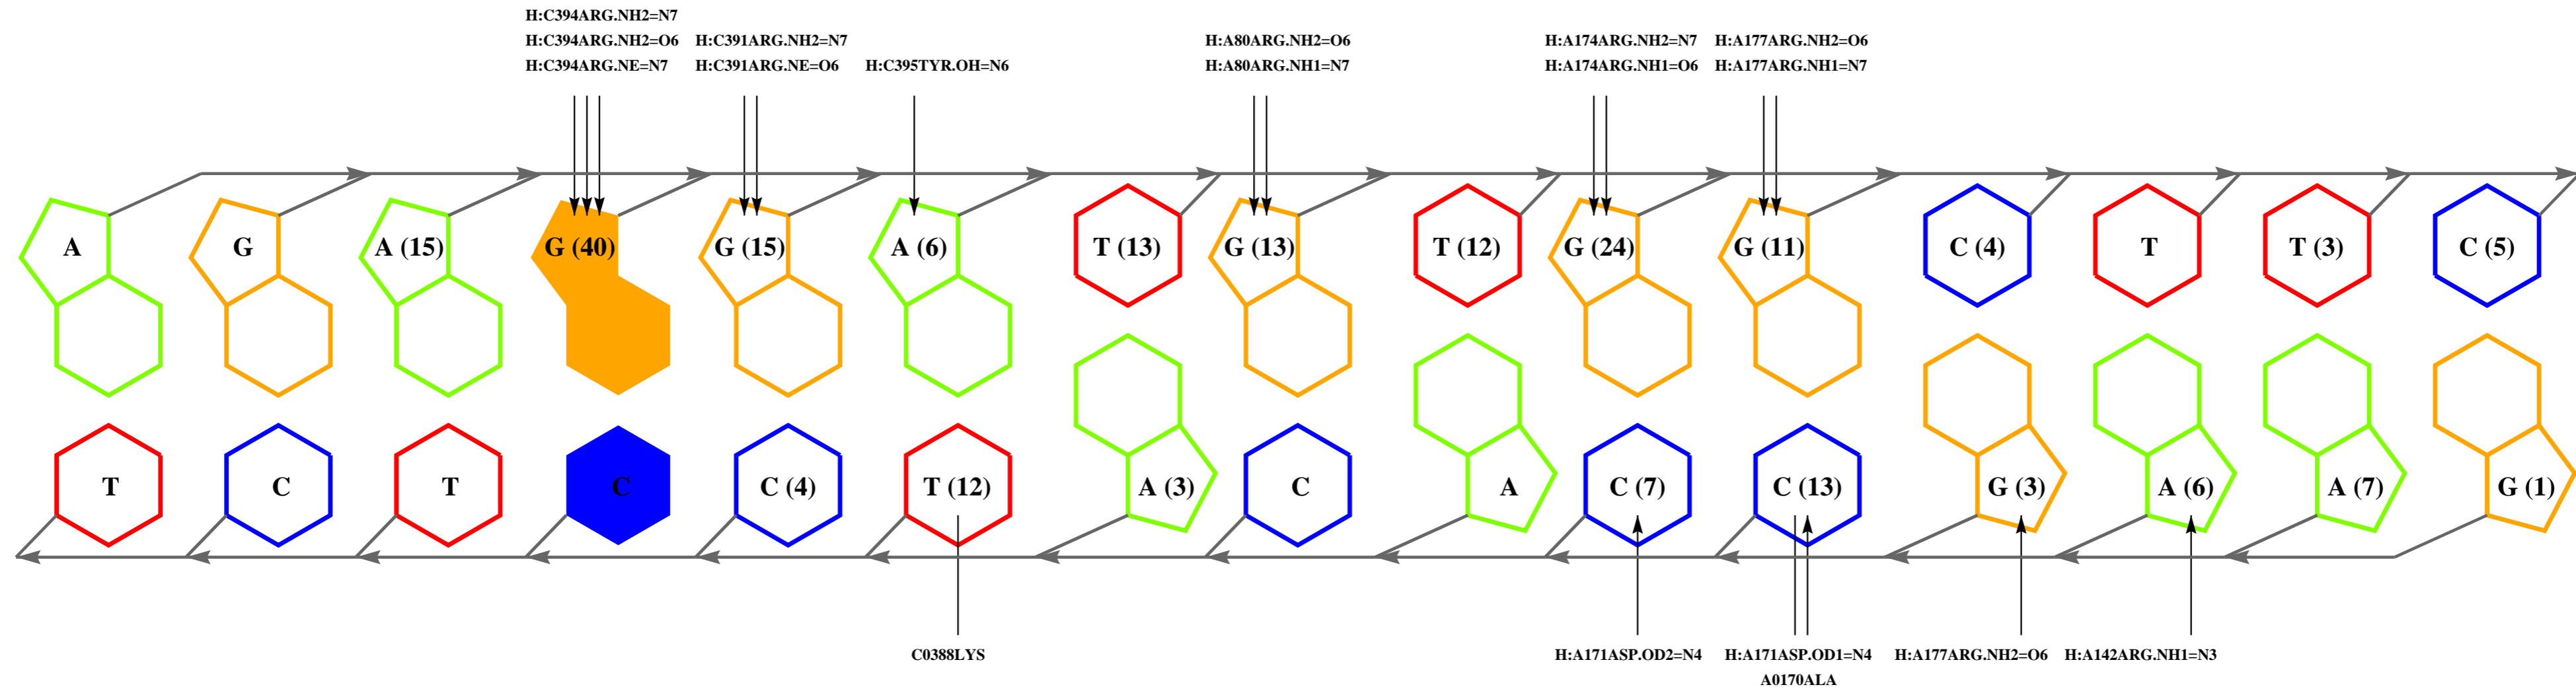 H:C394ARG.NH2=N7
H:C394ARG.NH2=O6 H:C391ARG.NH2=N7 H:A80ARG.NH2=O6 H:A174ARG.NH2=N7 H:A177ARG.NH2=O6
H:C394ARG.NE=N7 H:C391ARG.NE=O6 H:C395TYR.OH=N6 H:A80ARG.NH1=N7 H:A174ARG.NH1=O6 H:A177ARG.NH1=N7
A G A (15) G (40) G (15) A (6) T (13) G (13) T (12) G (24) G (11) C (4) T T (3) C (5)
T C T C C (4) T (12) A (3) C A C (7) C (13) G (3) A (6) A (7) G (1)
C0388LYS H:A171ASP.OD2=N4 H:A171ASP.OD1=N4 H:A177ARG.NH2=O6 H:A142ARG.NH1=N3
A0170ALA